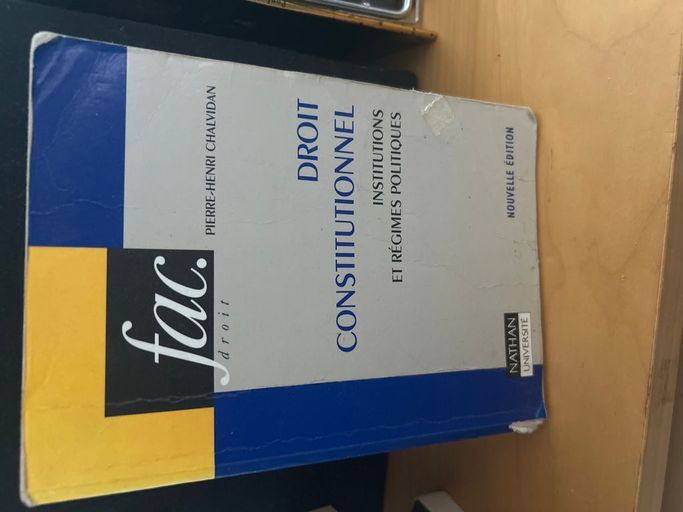 fac.
droit
PIERRE-HENRI CHALVIDAN
DROIT
CONSTITUTIONNEL
INSTITUTIONS
ET RÉGIMES POLITIQUES
NOUVELLE ÉDITION
NATHAN
UNIVERSITÉ